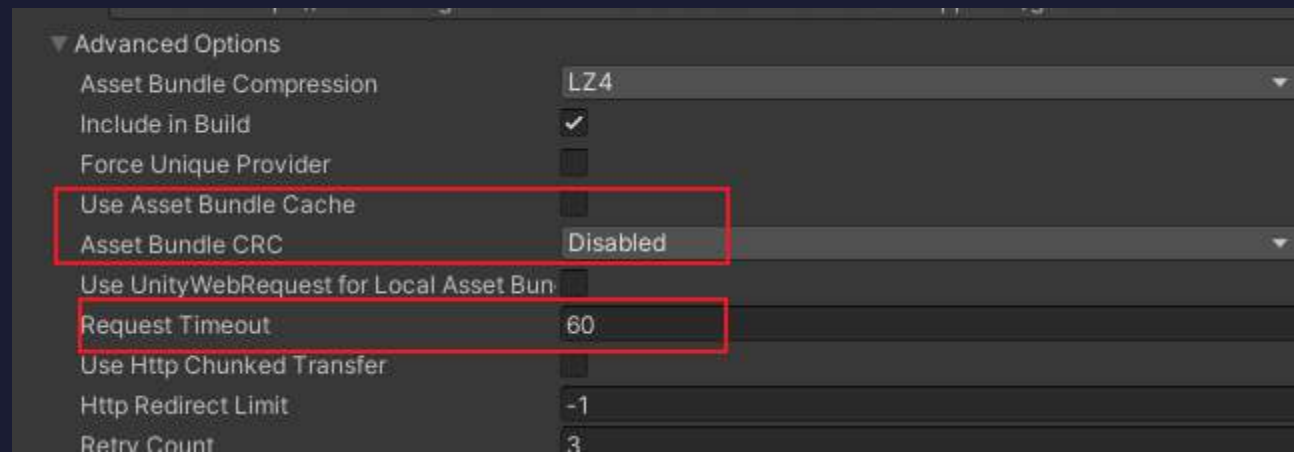 Advanced Options
Asset Bundle Compression LZ4
Include in Build
Force Unique Provider
Use Asset Bundle Cache
Asset Bundle CRC Disabled
Use UnityWebRequest for Local Asset Bun
Request Timeout 60
Use Http Chunked Transfer
Http Redirect Limit -1
Retry Count 3